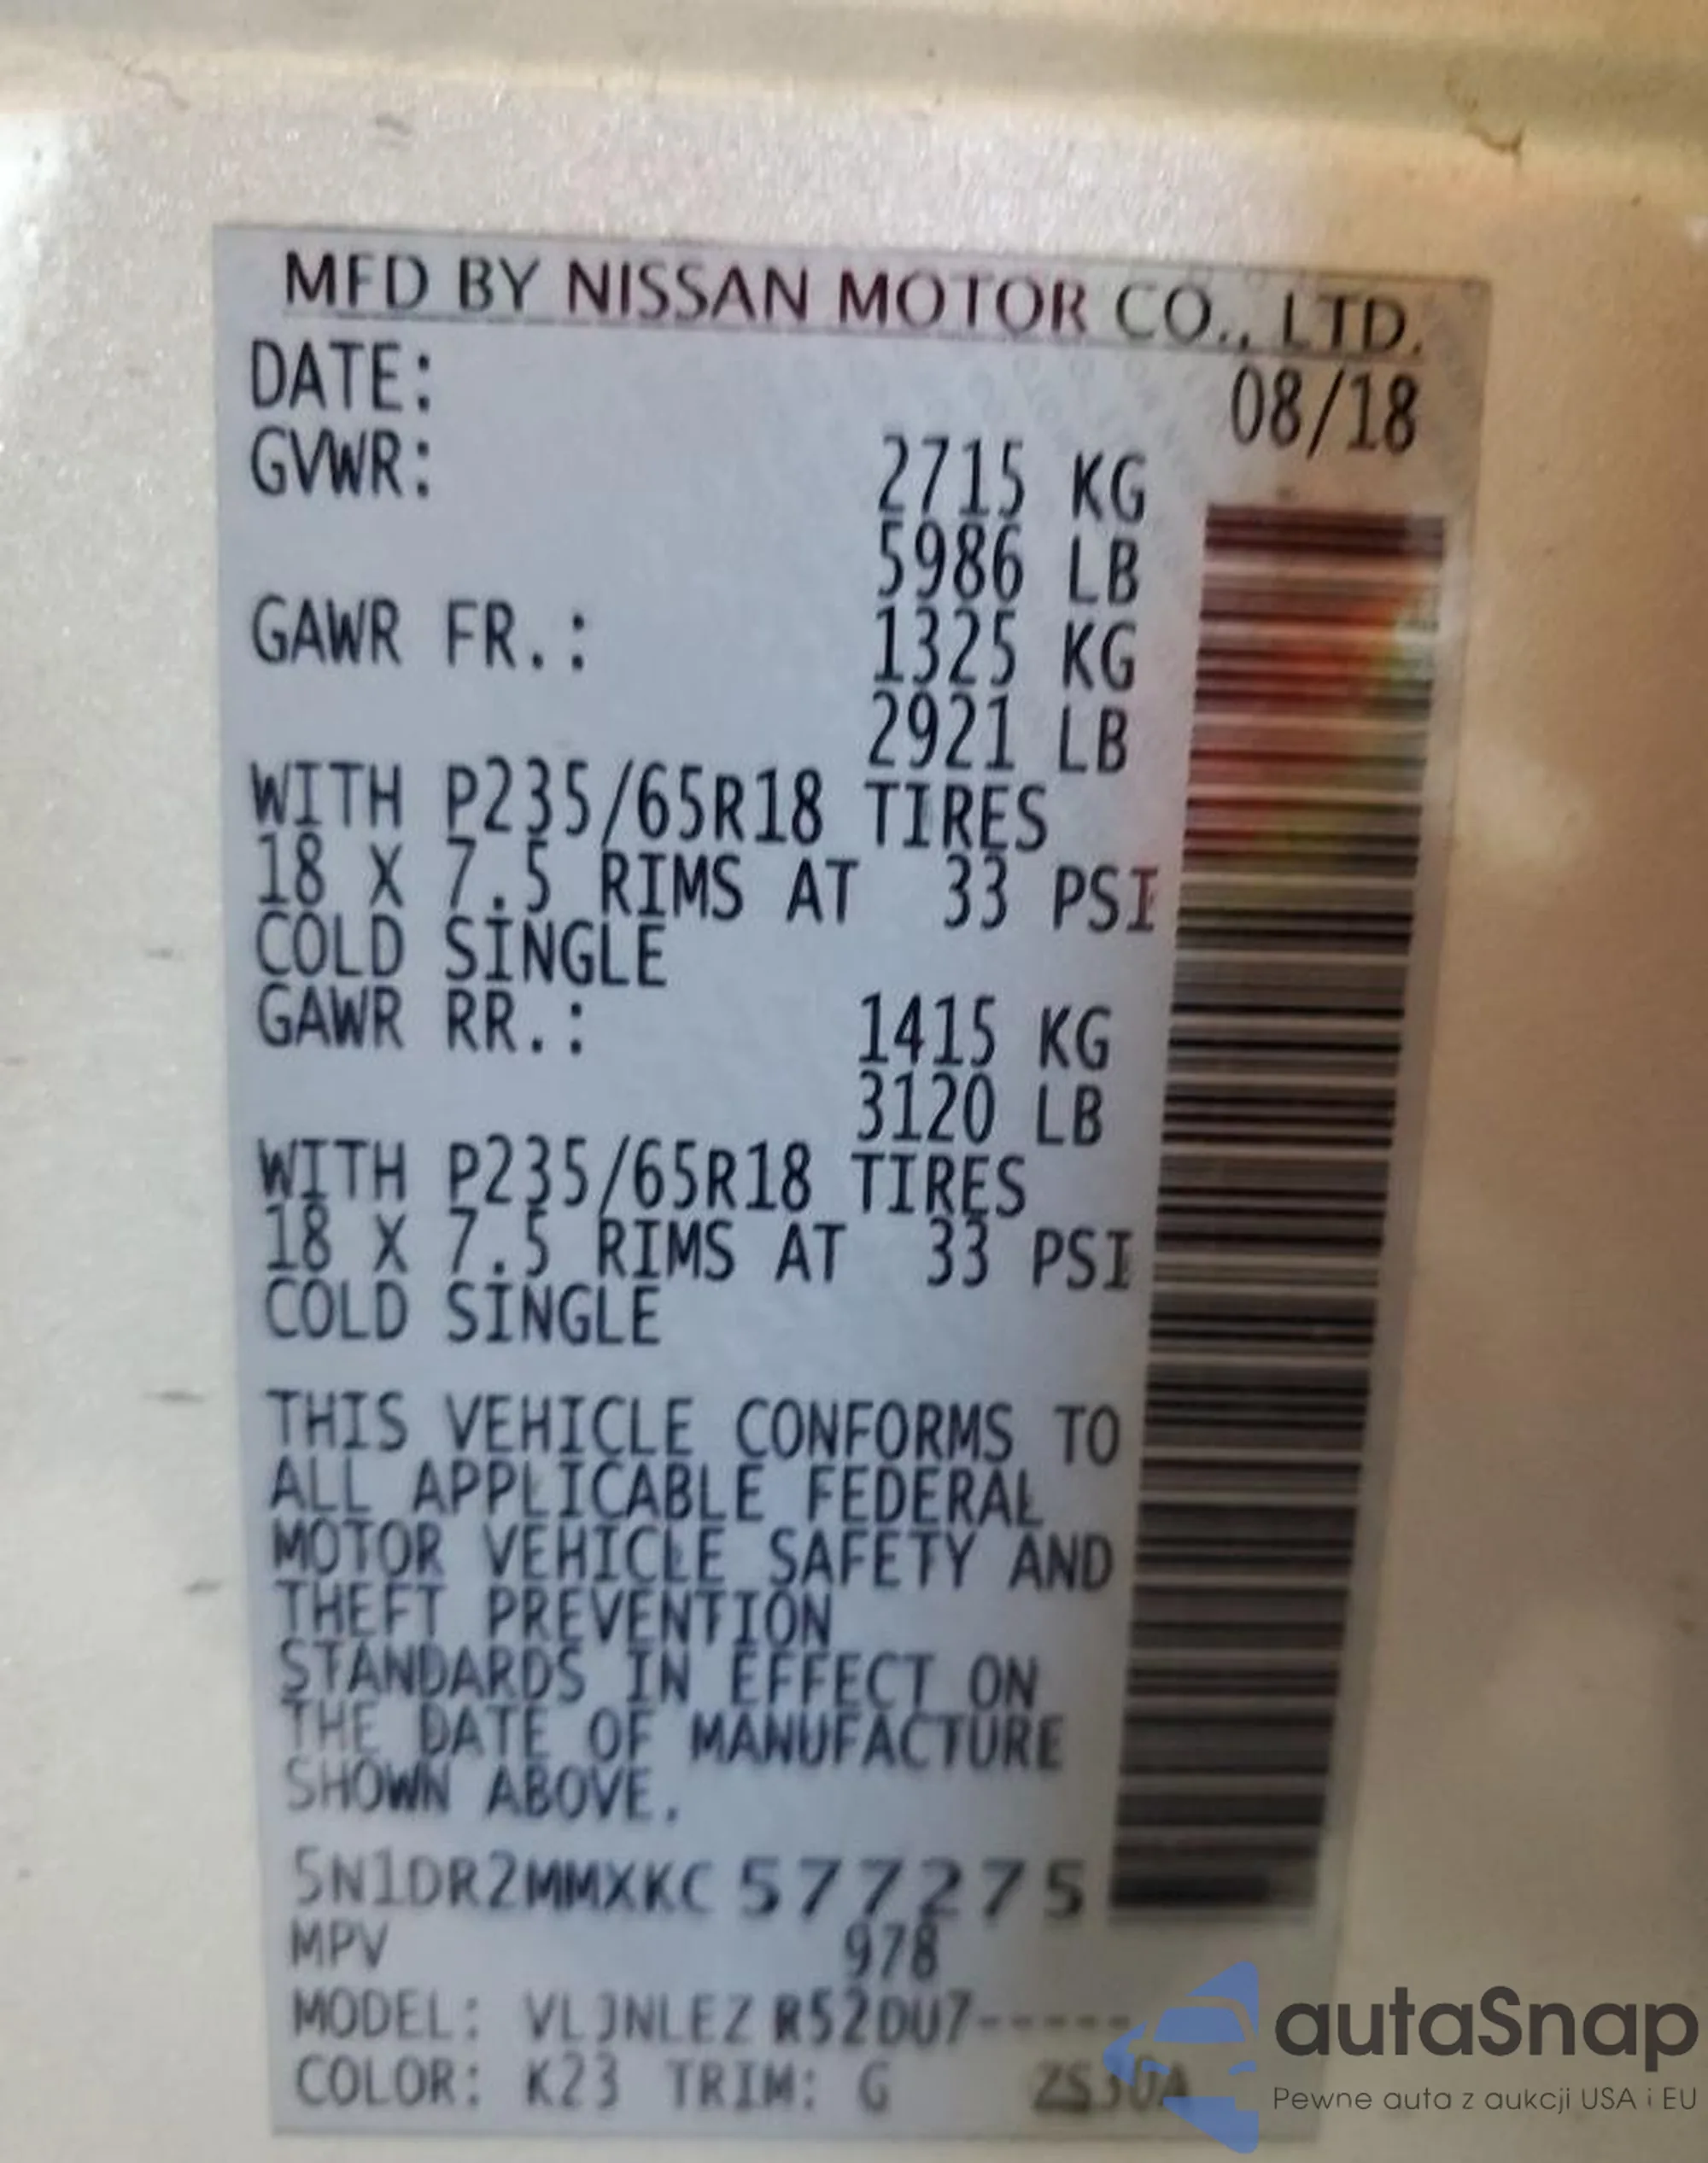 MFD BY NISSAN MOTOR CO., LTD.
DATE: 08/18
GVWR: 2715 KG
5986 LB
GAWR FR.: 1325 KG
2921 LB
WITH P235/65R18 TIRES
18 X 7.5 RIMS AT 33 PSI
COLD SINGLE
GAWR RR.: 1415 KG
3120 LB
WITH P235/65R18 TIRES
18 X 7.5 RIMS AT 33 PSI
COLD SINGLE
THIS VEHICLE CONFORMS TO
ALL APPLICABLE FEDERAL
MOTOR VEHICLE SAFETY AND
THEFT PREVENTION
STANDARDS IN EFFECT ON
THE DATE OF MANUFACTURE
SHOWN ABOVE.
5N1DR2MMXKC577275
MPV 978
MODEL: VLJNLEZ R52DU7-----
COLOR: K23 TRIM: G
autaSnap
Pewne auta z aukcji USA i EU